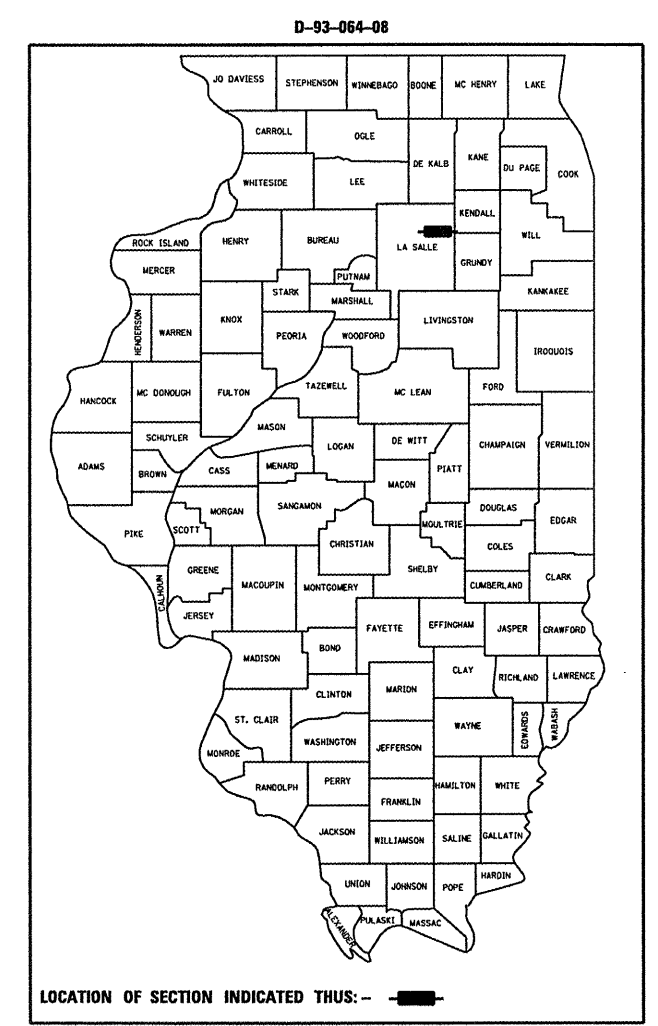 D-93-064-08
JO DAVIESS
STEPHENSON
WINNEBAGO
BOONE
MC HENRY
LAKE
CARROLL
OGLE
DE KALB
KANE
DU PAGE
COOK
WHITESIDE
LEE
KENDALL
ROCK ISLAND
HENRY
BUREAU
LA SALLE
WILL
GRUNDY
MERCER
PUTNAM
STARK
MARSHALL
KANKAKEE
HENDERSON
WARREN
KNOX
PEORIA
WOODFORD
LIVINGSTON
IROQUOIS
HANCOCK
MC DONOUGH
FULTON
TAZEWELL
MC LEAN
FORD
MASON
SCHUYLER
LOGAN
DE WITT
CHAMPAIGN
VERMILION
ADAMS
BROWN
CASS
MENARD
PIATT
MACON
MORGAN
SANGAMON
DOUGLAS
PIKE
SCOTT
MOULTRIE
EDGAR
CHRISTIAN
COLES
GREENE
MACOUPIN
MONTGOMERY
SHELBY
CUMBERLAND
CLARK
CALHOUN
JERSEY
FAYETTE
EFFINGHAM
JASPER
CRAWFORD
MADISON
BOND
CLAY
RICHLAND
LAWRENCE
CLINTON
MARION
ST. CLAIR
WAYNE
EDWARDS
WABASH
MONROE
WASHINGTON
JEFFERSON
RANDOLPH
PERRY
HAMILTON
WHITE
FRANKLIN
JACKSON
WILLIAMSON
SALINE
GALLATIN
UNION
JOHNSON
POPE
HARDIN
ALEXANDER
PULASKI
MASSAC
LOCATION OF SECTION INDICATED THUS:-